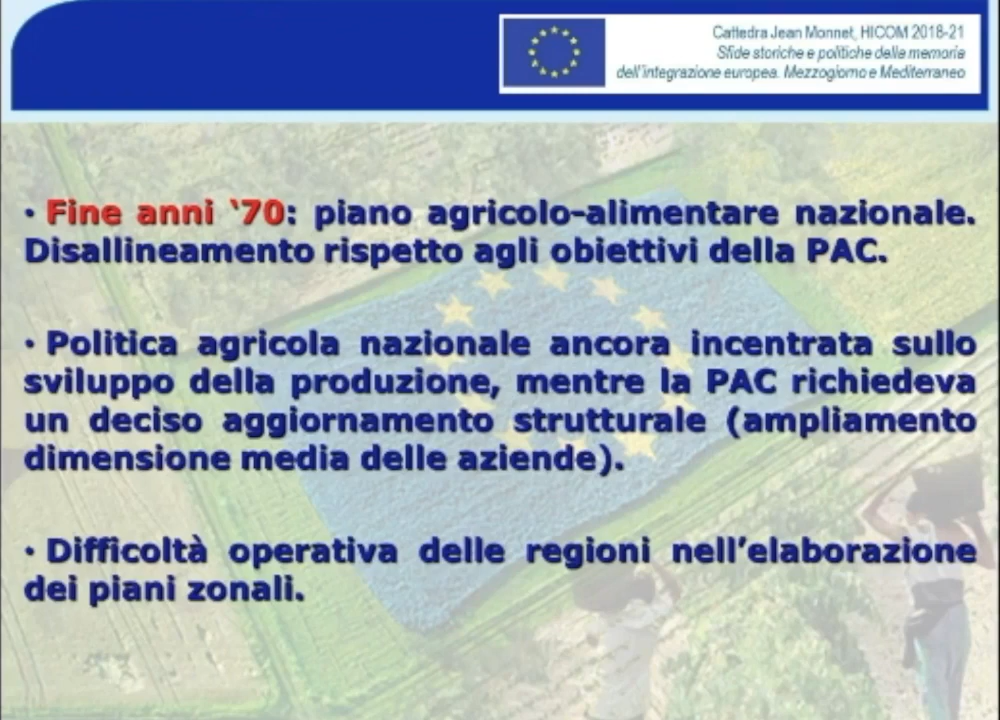 Cattedra Jean Monnet, HICOM 2018-21
Sfide storiche e politiche della memoria
dell'integrazione europea. Mezzogiorno e Mediterraneo
• Fine anni ‘70: piano agricolo-alimentare nazionale.
Disallineamento rispetto agli obiettivi della PAC.
• Politica agricola nazionale ancora incentrata sullo
sviluppo della produzione, mentre la PAC richiedeva
un deciso aggiornamento strutturale (ampliamento
dimensione media delle aziende).
• Difficoltà operativa delle regioni nell’elaborazione
dei piani zonali.